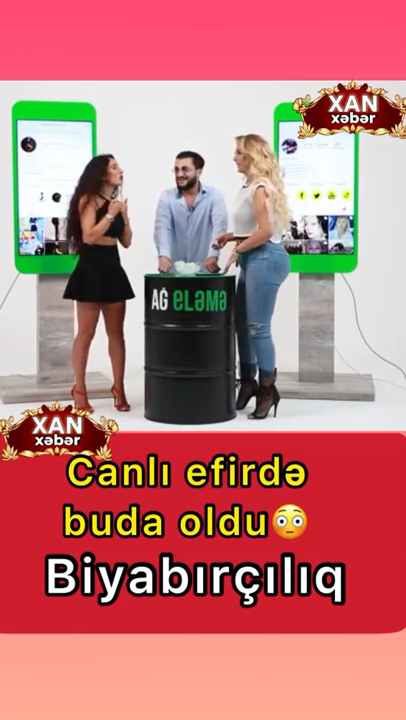 XAN
xəbər
AĞ eləmə
XAN
xəbər
Canlı efirdə
buda oldu😳
Biyabırçılıq